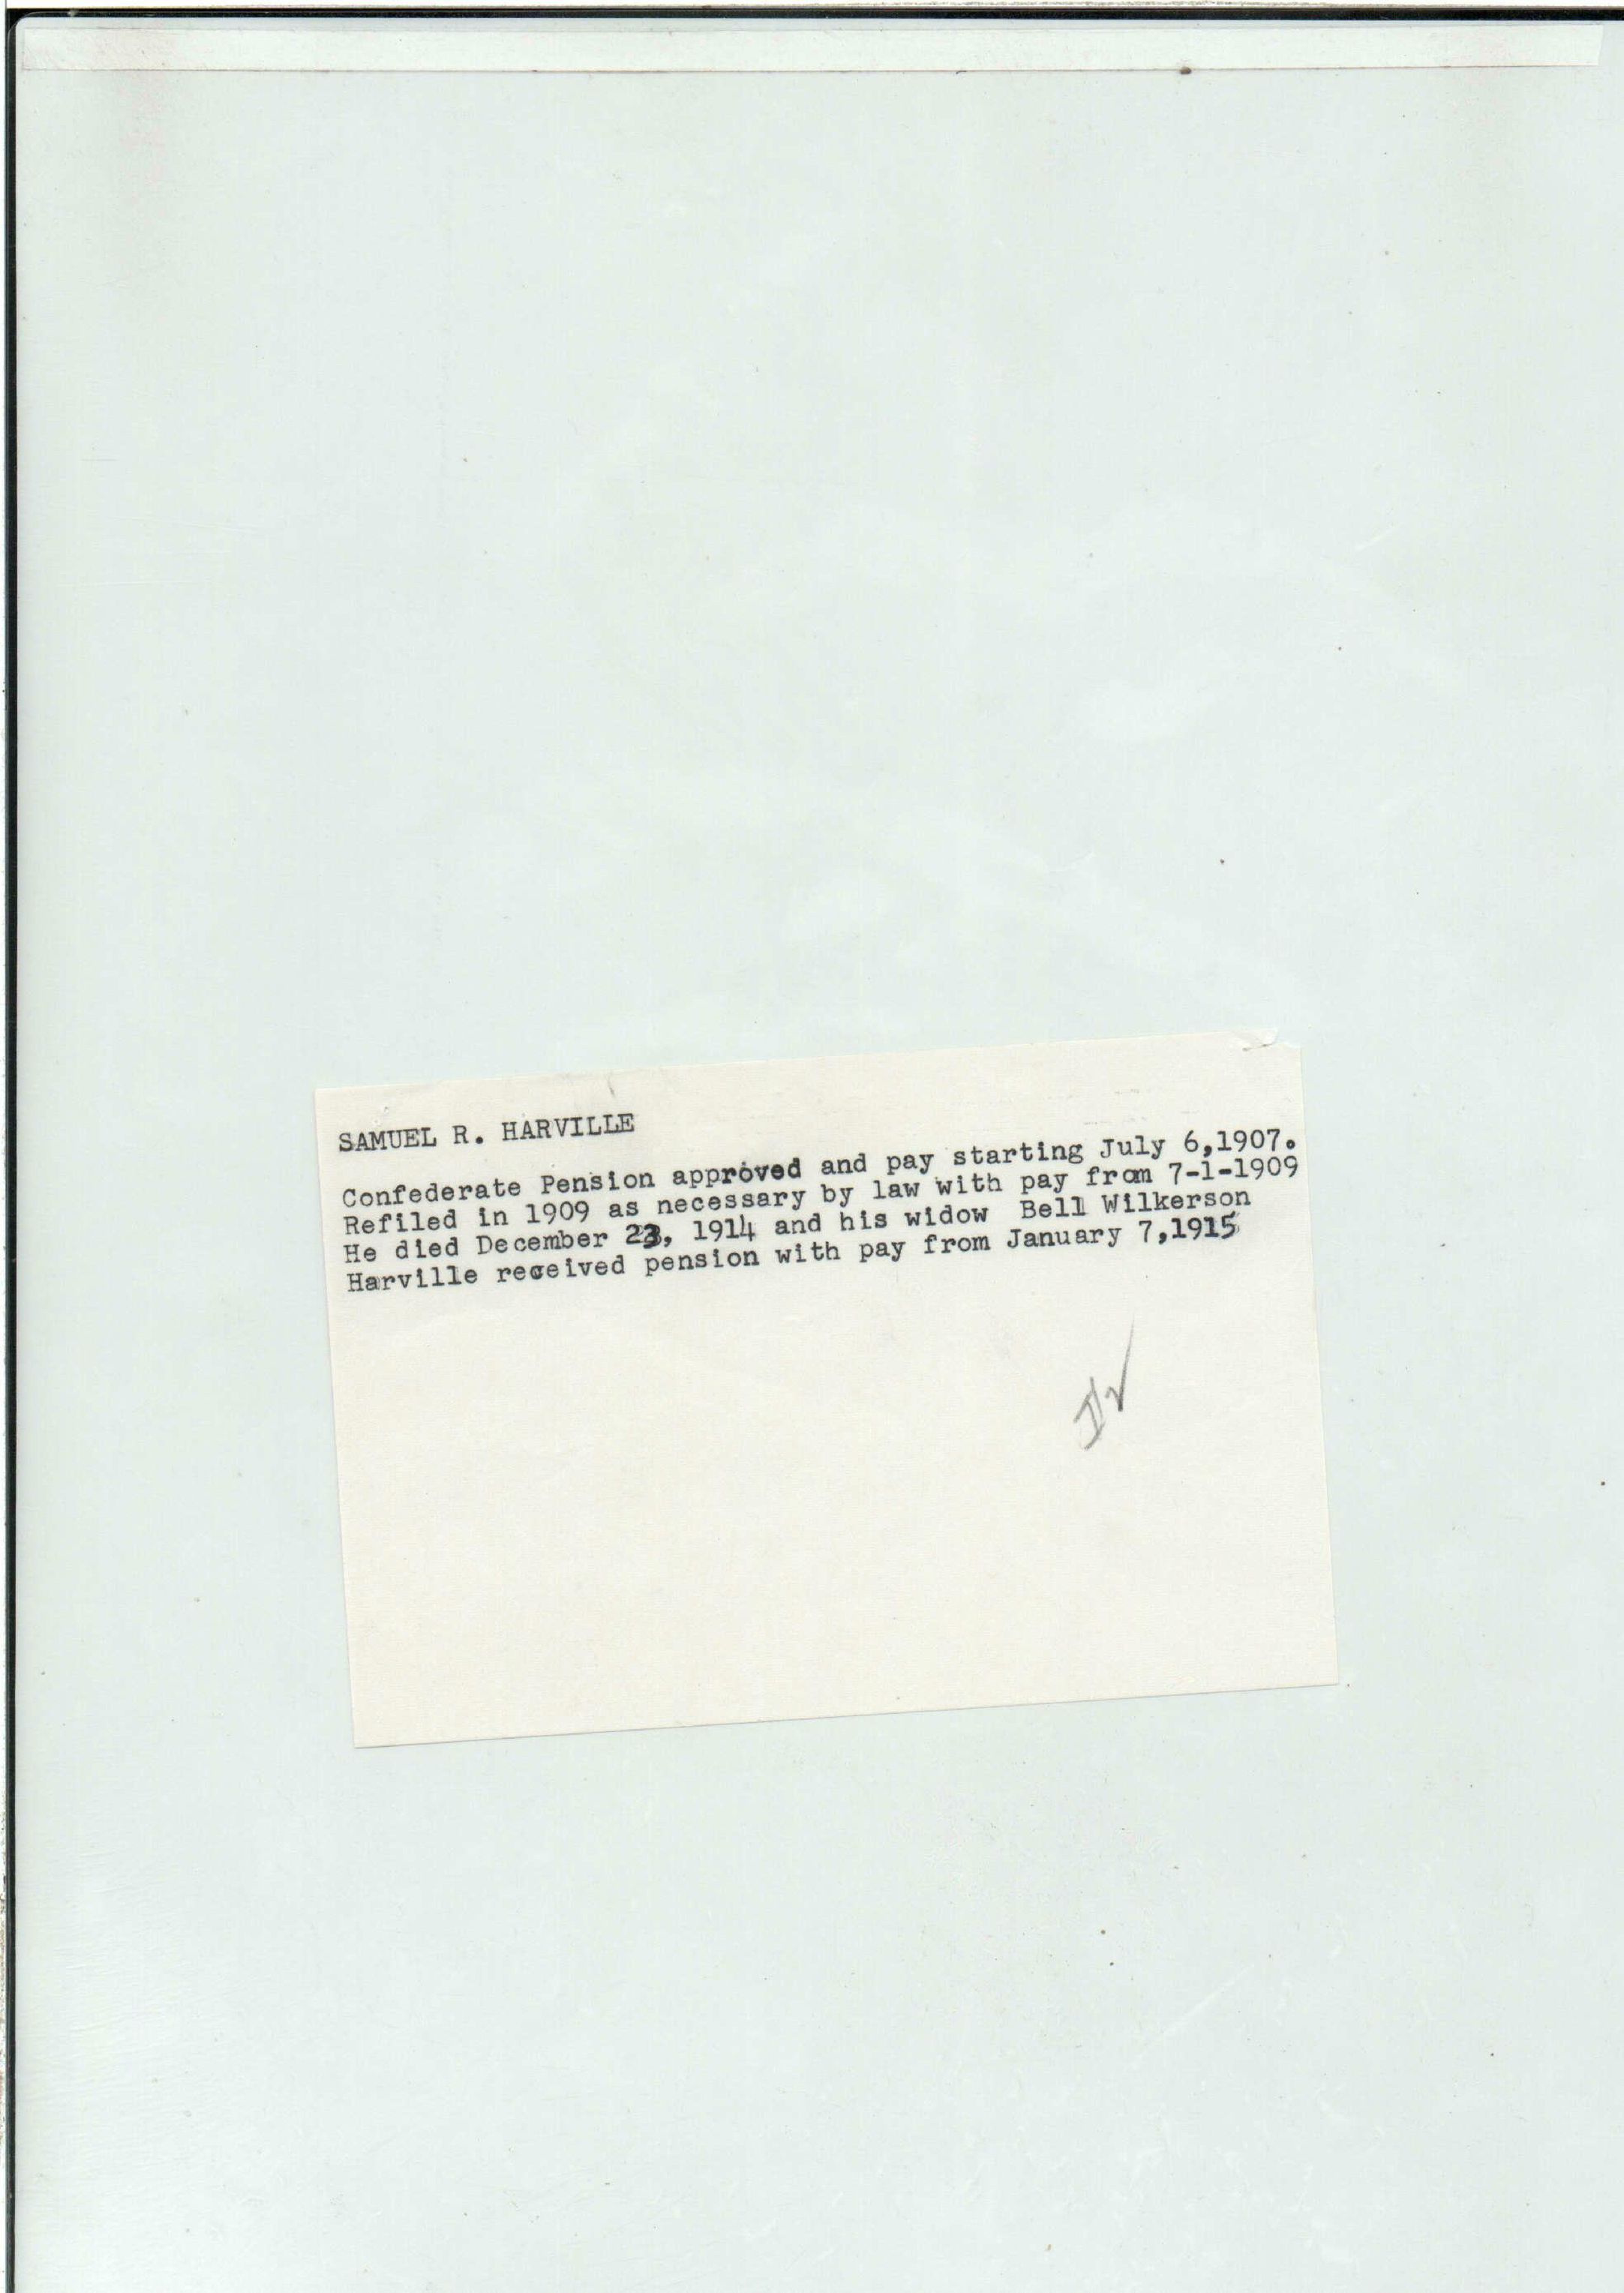 SAMUEL R. HARVILLE
Confederate Pension approved and pay starting July 6,1907.
Refiled in 1909 as necessary by law with pay from 7-1-1909
He died December 23, 1914 and his widow Bell Wilkerson
Harville received pension with pay from January 7,1915